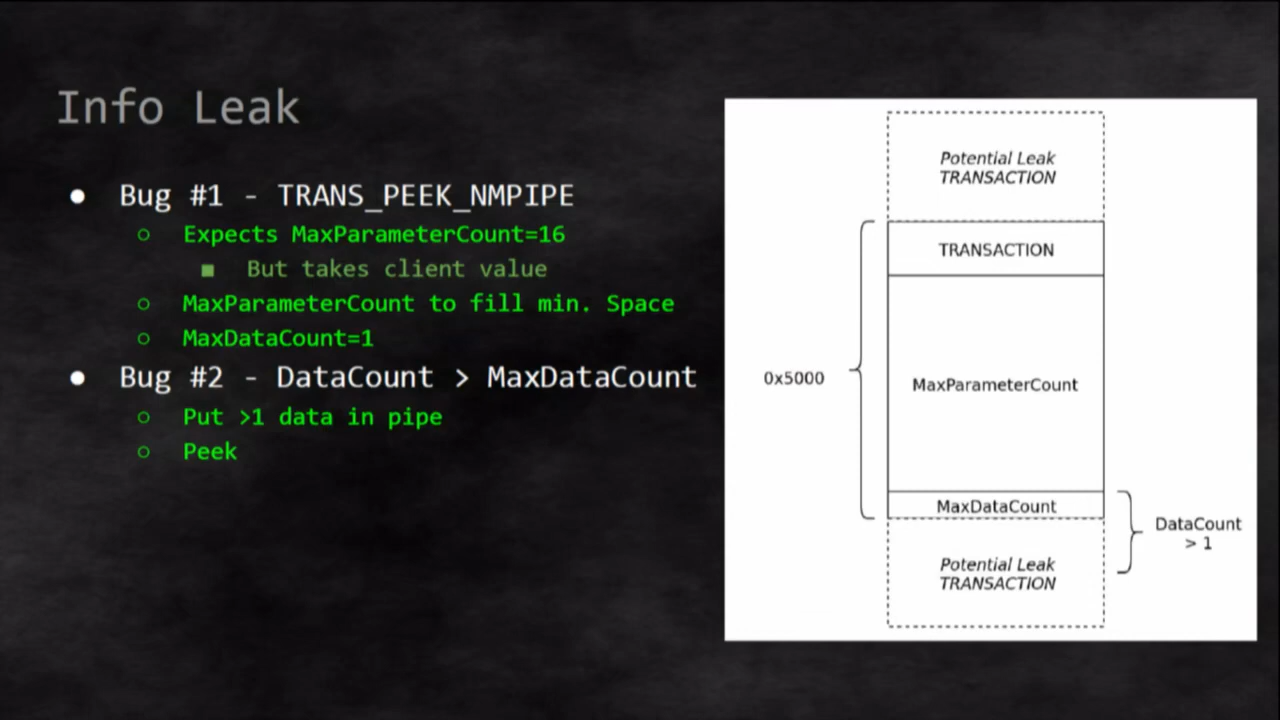 Info Leak
● Bug #1 - TRANS_PEEK_NMPIPE
○ Expects MaxParameterCount=16
■ But takes client value
○ MaxParameterCount to fill min. Space
○ MaxDataCount=1
● Bug #2 - DataCount > MaxDataCount
○ Put >1 data in pipe
○ Peek
Potential Leak
TRANSACTION
TRANSACTION
0x5000
MaxParameterCount
MaxDataCount
DataCount
> 1
Potential Leak
TRANSACTION